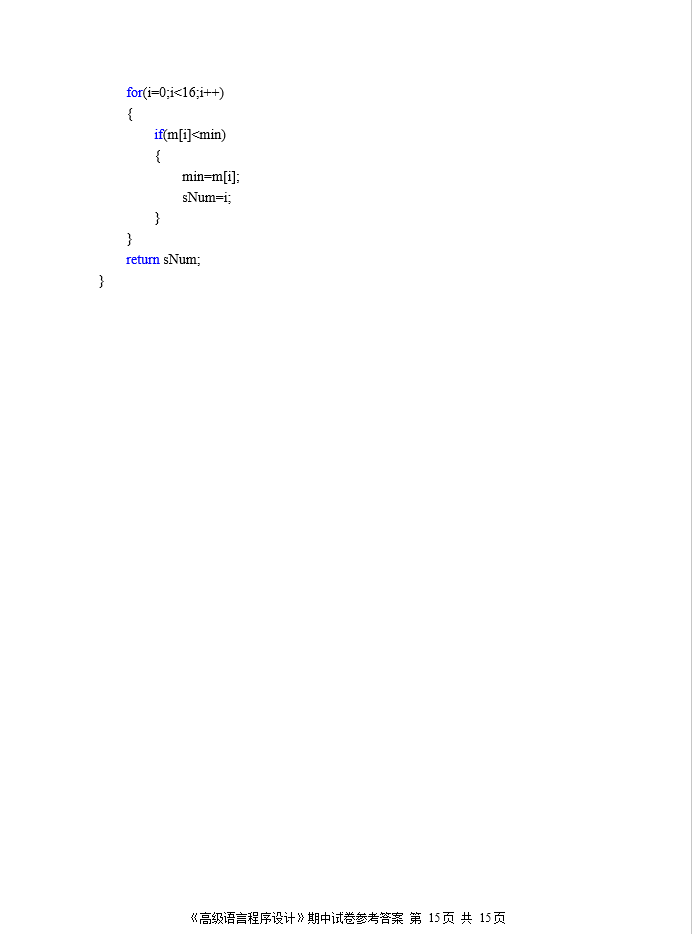 for(i=0;i<16;i++)
{
if(m[i]<min)
{
min=m[i];
sNum=i;
}
}
return sNum;
}
《高级语言程序设计》期中试卷参考答案 第 15页 共 15页